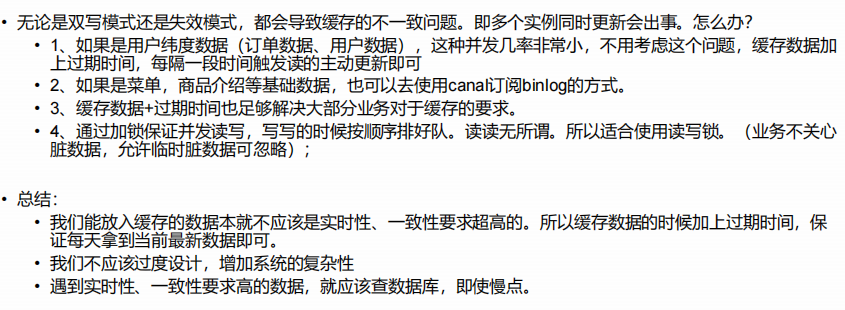 • 无论是双写模式还是失效模式，都会导致缓存的不一致问题。即多个实例同时更新会出事。怎么办？
• 1、如果是用户纬度数据（订单数据、用户数据），这种并发几率非常小，不用考虑这个问题，缓存数据加
上过期时间，每隔一段时间触发读的主动更新即可
• 2、如果是菜单，商品介绍等基础数据，也可以去使用canal订阅binlog的方式。
• 3、缓存数据+过期时间也足够解决大部分业务对于缓存的要求。
• 4、通过加锁保证并发读写，写写的时候按顺序排好队。读读无所谓。所以适合使用读写锁。（业务不关心
脏数据，允许临时脏数据可忽略）；
• 总结：
• 我们能放入缓存的数据本就不应该是实时性、一致性要求超高的。所以缓存数据的时候加上过期时间，保
证每天拿到当前最新数据即可。
• 我们不应该过度设计，增加系统的复杂性
• 遇到实时性、一致性要求高的数据，就应该查数据库，即使慢点。